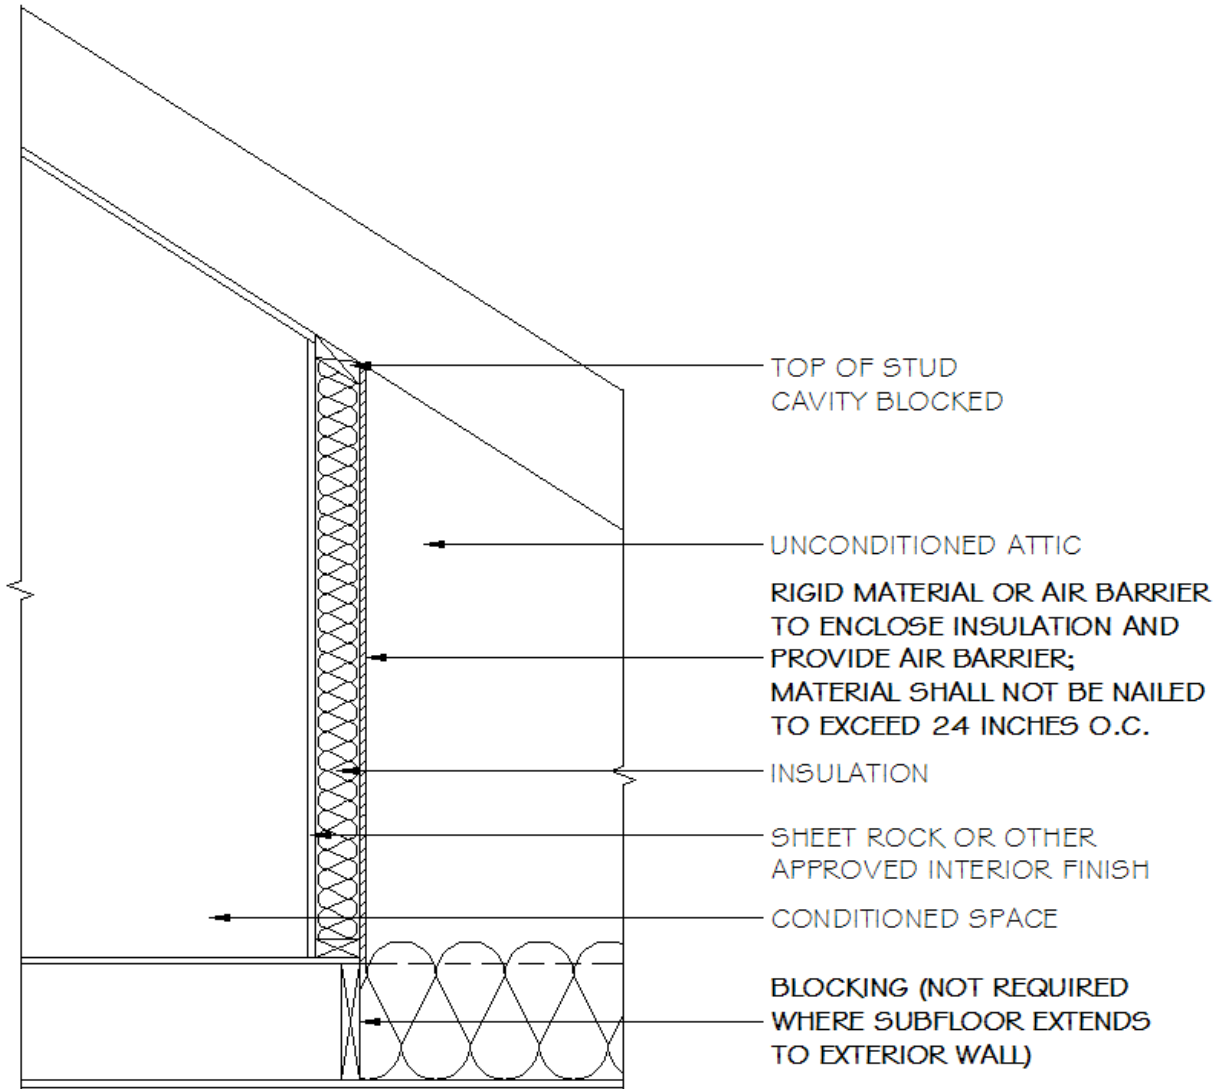 TOP OF STUD
CAVITY BLOCKED
UNCONDITIONED ATTIC
RIGID MATERIAL OR AIR BARRIER
TO ENCLOSE INSULATION AND
PROVIDE AIR BARRIER;
MATERIAL SHALL NOT BE NAILED
TO EXCEED 24 INCHES O.C.
INSULATION
SHEET ROCK OR OTHER
APPROVED INTERIOR FINISH
CONDITIONED SPACE
BLOCKING (NOT REQUIRED
WHERE SUBFLOOR EXTENDS
TO EXTERIOR WALL)